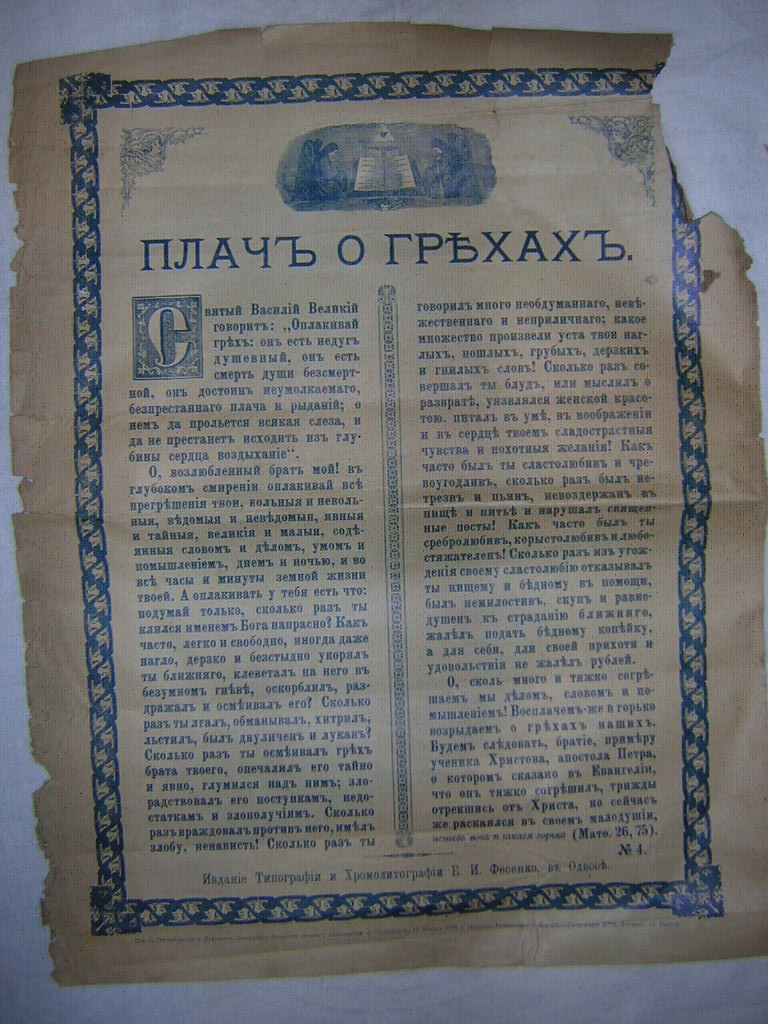 ПЛАЧЪ О ГРѢХАХЪ.
Святый Василій Великій
говоритъ: „Оплакивай
грѣхъ: онъ есть недугъ
душевный, онъ есть
смерть души безсмерт-
ной, онъ достоинъ неумолкаемаго,
безпрестаннаго плача и рыданій; о
немъ да прольется всякая слеза, и
да не престанетъ исходить изъ глу-
бины сердца воздыханіе“.
О, возлюбленный братъ мой! въ
глубокомъ смиреніи оплакивай всѣ
прегрѣшенія твои, вольныя и неволь-
ныя, вѣдомыя и невѣдомыя, явныя
и тайныя, великія и малыя, содѣ-
янныя словомъ и дѣломъ, умомъ и
помышленіемъ, днемъ и ночью, и во
всѣ часы и минуты земной жизни
твоей. А оплакивать у тебя есть что:
подумай только, сколько разъ ты
клялся именемъ Бога напрасно? Какъ
часто, легко и свободно, иногда даже
нагло, дерзко и безстыдно укорялъ
ты ближняго, клеветалъ на него въ
безумномъ гнѣвѣ, оскорблялъ, раз-
дражалъ и осмѣивалъ его? Сколько
разъ ты лгалъ, обманывалъ, хитрилъ,
льстилъ, былъ двуличенъ и лукавъ?
Сколько разъ ты осмѣивалъ грѣхъ
брата твоего, опечалилъ его тайно
и явно, глумился надъ нимъ; зло-
радствовалъ его поступкамъ, недо-
статкамъ и злополучіямъ. Сколько
разъ враждовалъ противъ него, имѣлъ
злобу, ненависть! Сколько разъ ты
говорилъ много необдуманнаго, невѣ-
жественнаго и неприличнаго; какое
множество произвели уста твои наг-
лыхъ, пошлыхъ, грубыхъ, дерзкихъ
и гнилыхъ словъ! Сколько разъ со-
вершалъ ты блудъ, или мыслялъ о
развратѣ, уязвлялся женской красо-
тою, питалъ въ умѣ, въ воображеніи
и въ сердцѣ твоемъ сладострастныя
чувства и похотныя желанія! Какъ
часто былъ ты сластолюбивъ и чре-
воугодливъ, сколько разъ былъ не-
трезвъ и пьянъ, невоздержанъ въ
пищѣ и питьѣ и нарушалъ священ-
ные посты! Какъ часто былъ ты
сребролюбивъ, корыстолюбивъ и любо-
стяжателенъ! Сколько разъ изъ угож-
денія своему сластолюбію отказывалъ
ты нищему и бѣдному въ помощи,
былъ немилостивъ, скупъ и равно-
душенъ къ страданію ближняго,
жалѣлъ подать бѣдному копѣйку,
а для себя, для своей прихоти и
удовольствія не жалѣлъ рублей.
О, сколь много и тяжко согрѣ-
шаемъ мы дѣломъ, словомъ и по-
мышленіемъ! Восплачемъ-же и горько
возрыдаемъ о грѣхахъ нашихъ.
Будемъ слѣдовать, братіе, примѣру
ученика Христова, апостола Петра,
о которомъ сказано въ Евангеліи,
что онъ тяжко согрѣшилъ, трижды
отрекшись отъ Христа, но сейчасъ
же раскаялся въ своемъ малодушіи,
исшедъ вонъ плакася горько (Матѳ. 26, 75).
№ 4.
Изданіе Типографіи и Хромолитографіи Е. И. Фесенко, въ Одессѣ.